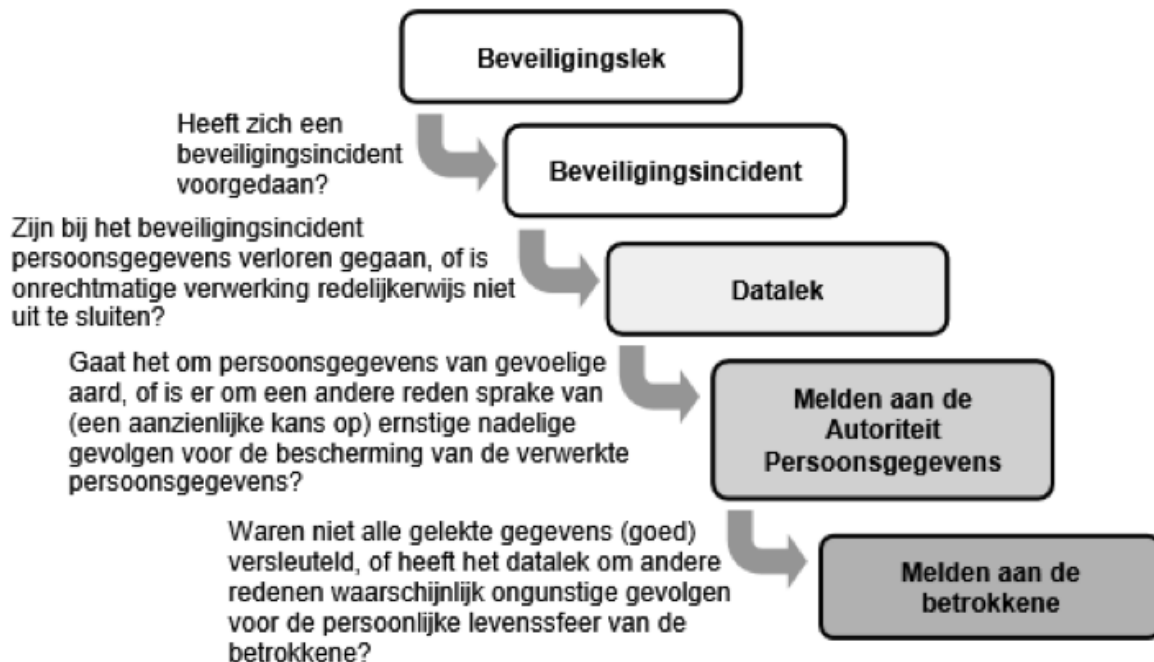 Beveiligingslek
Heeft zich een
beveiligingsincident
voorgedaan?
Beveiligingsincident
Zijn bij het beveiligingsincident
persoonsgegevens verloren gegaan, of is
onrechtmatige verwerking redelijkerwijs niet
uit te sluiten?
Datalek
Gaat het om persoonsgegevens van gevoelige
aard, of is er om een andere reden sprake van
(een aanzienlijke kans op) ernstige nadelige
gevolgen voor de bescherming van de verwerkte
persoonsgegevens?
Melden aan de
Autoriteit
Persoonsgegevens
Waren niet alle gelekte gegevens (goed)
versleuteld, of heeft het datalek om andere
redenen waarschijnlijk ongunstige gevolgen
voor de persoonlijke levenssfeer van de
betrokkene?
Melden aan de
betrokkene